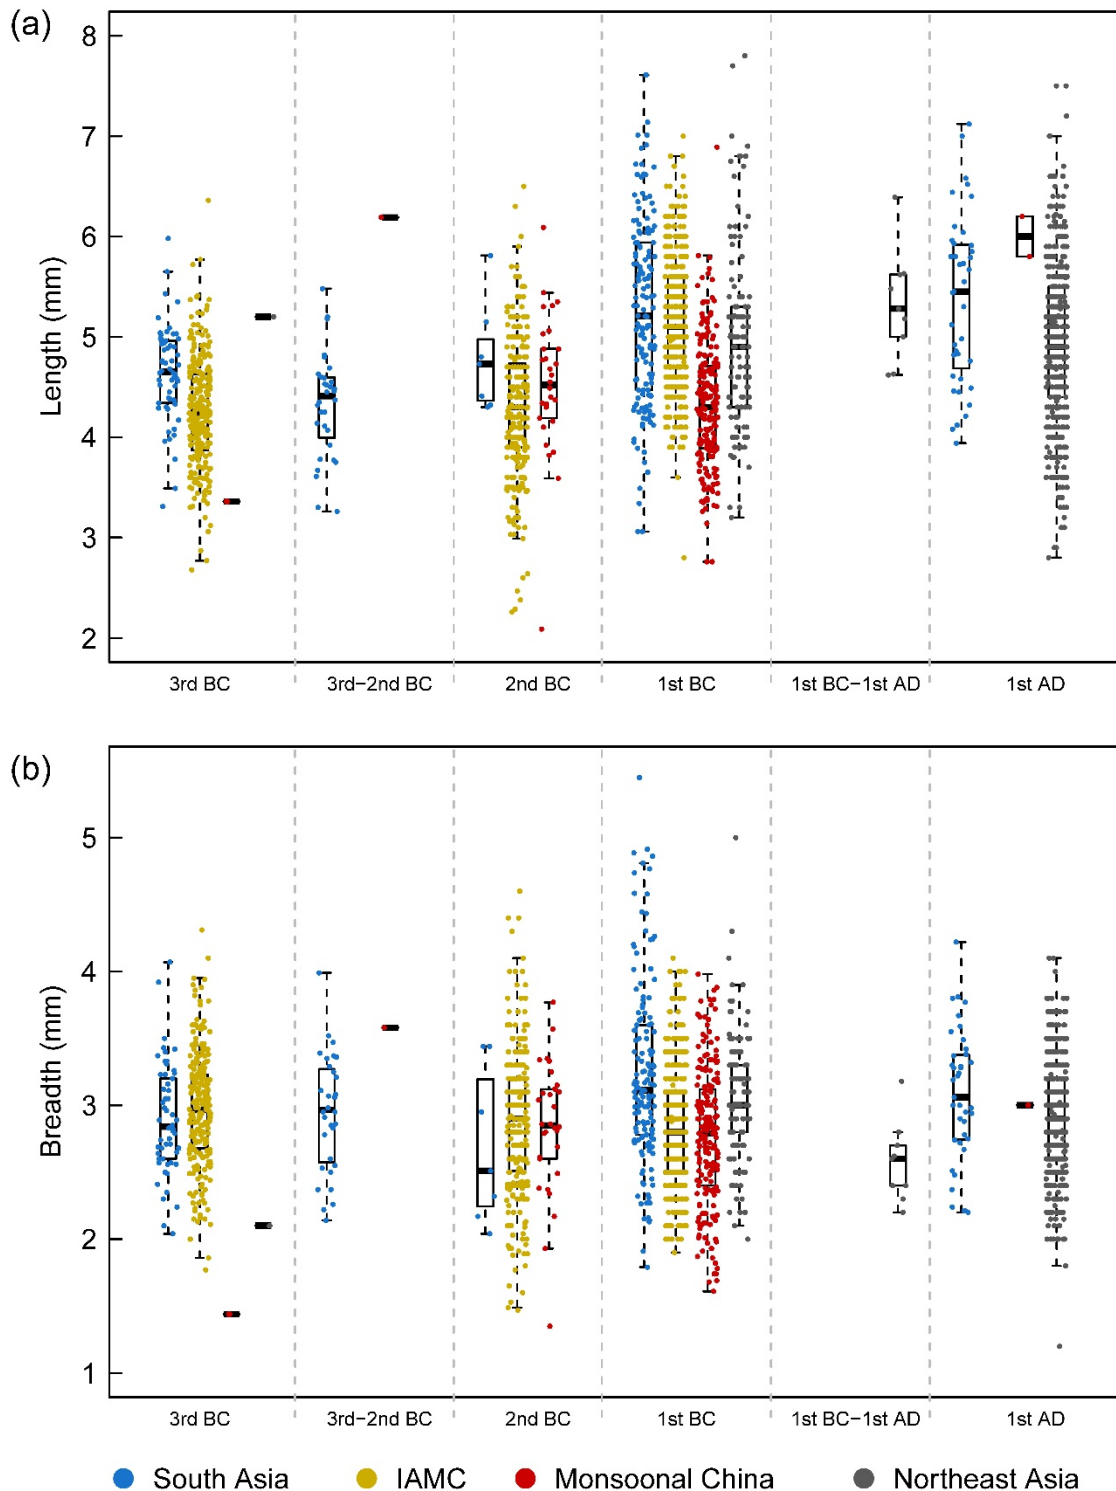 (a)
Length (mm)
8
7
6
5
4
3
2
3rd BC 3rd−2nd BC 2nd BC 1st BC 1st BC−1st AD 1st AD
(b)
Breadth (mm)
5
4
3
2
1
3rd BC 3rd−2nd BC 2nd BC 1st BC 1st BC−1st AD 1st AD
South Asia IAMC Monsoonal China Northeast Asia